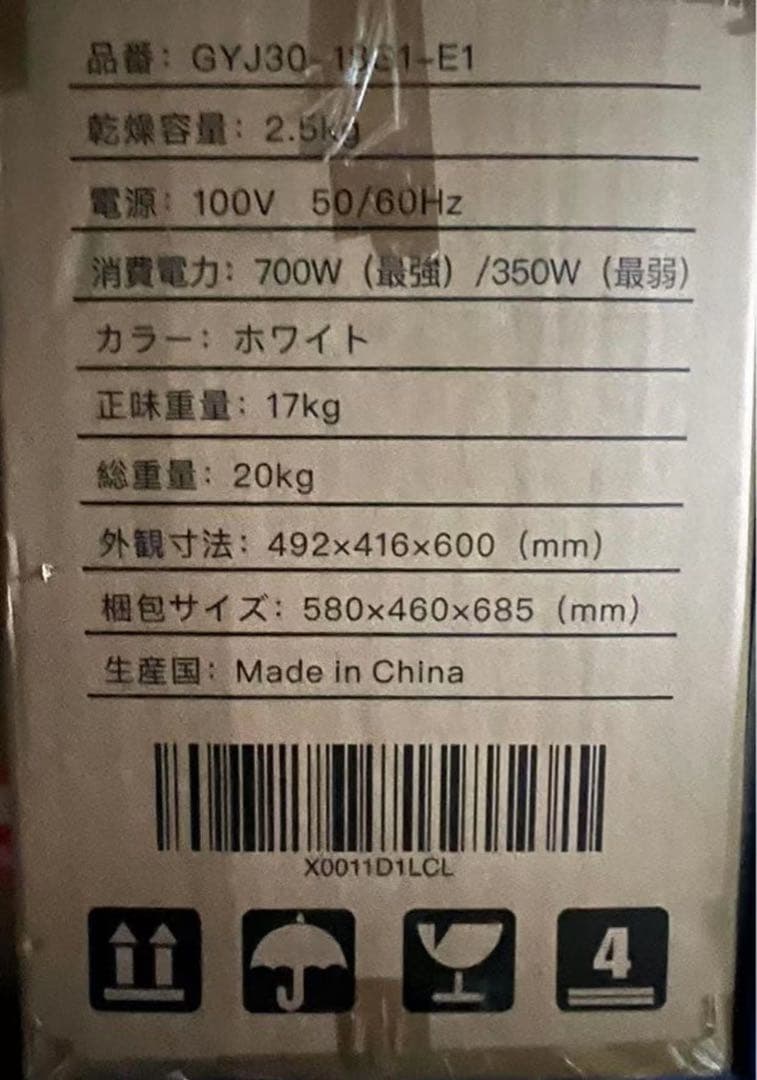 品番：
乾燥容量：2.5kg
電源：100V 50/60Hz
消費電力：700W（最強）/350W（最弱）
カラー：ホワイト
正味重量：17kg
総重量：20kg
外観寸法：492×416×600（mm）
梱包サイズ：580×460×685（mm）
生産国：Made in China
X0011D1LCL
4